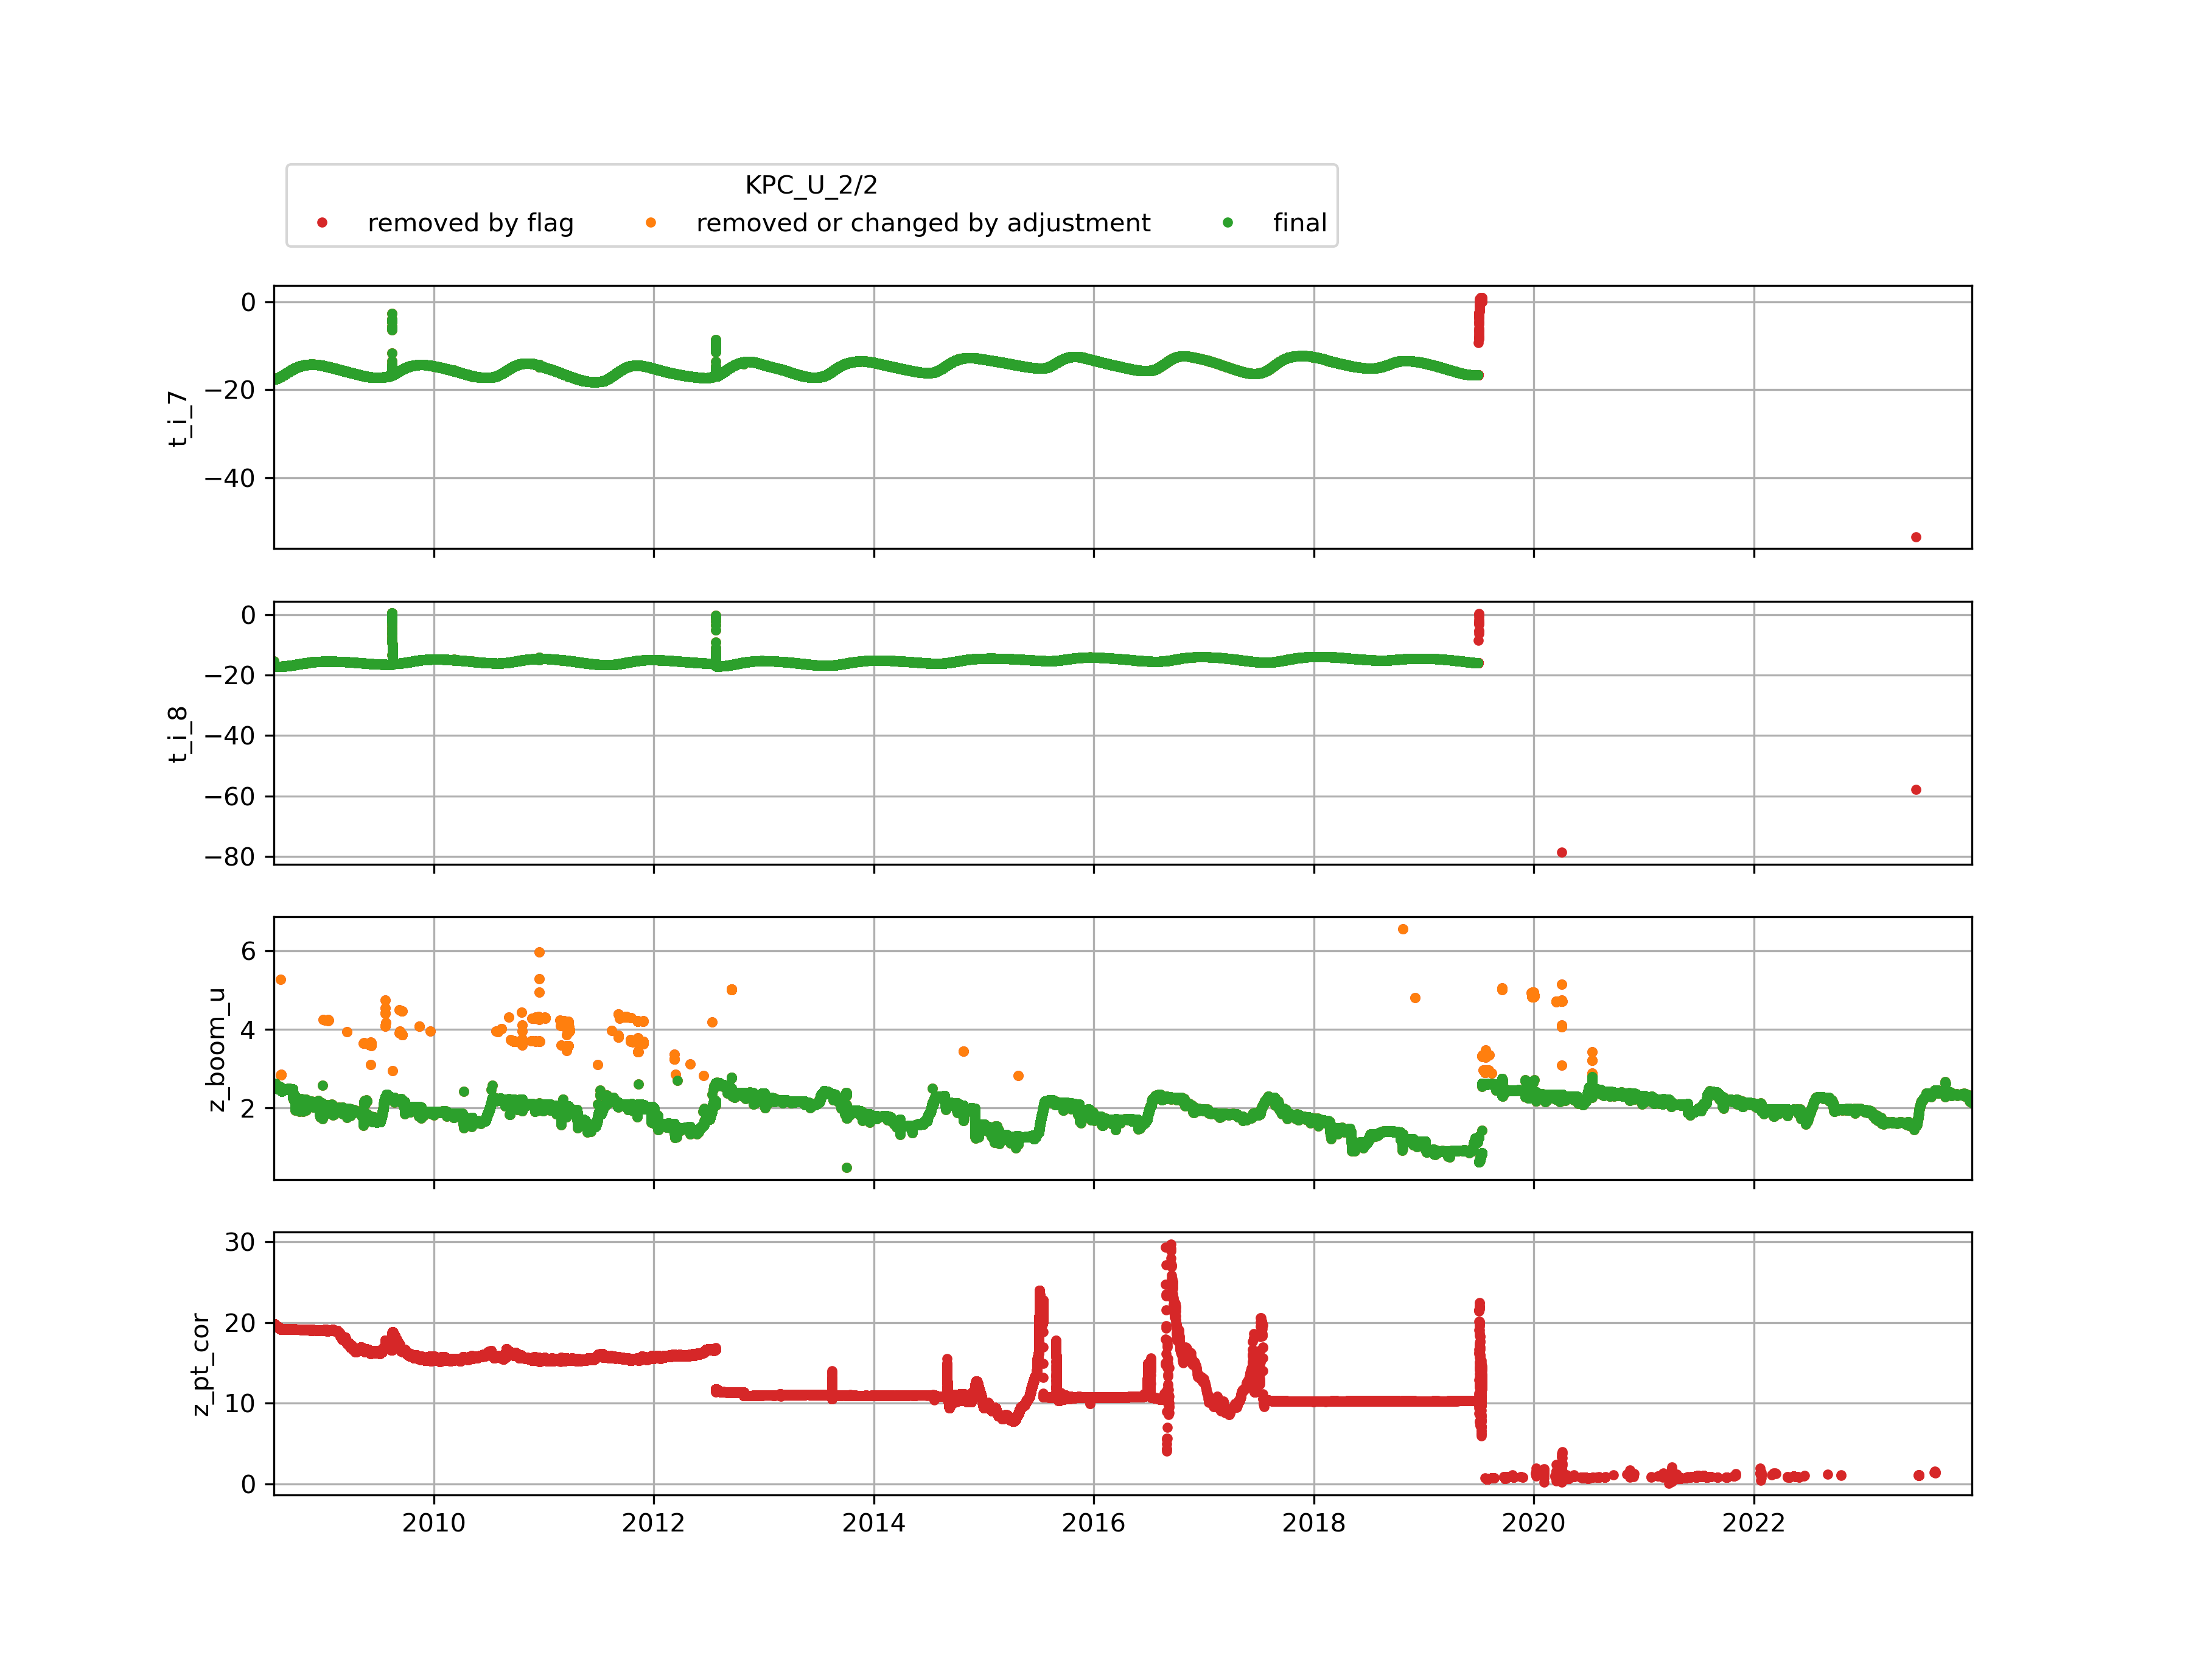 KPC_U_2/2
removed by flag removed or changed by adjustment final
0
−20
−40
t_i_7
0
−20
−40
−60
−80
t_i_8
6
4
2
z_boom_u
30
20
10
0
z_pt_cor
2010 2012 2014 2016 2018 2020 2022